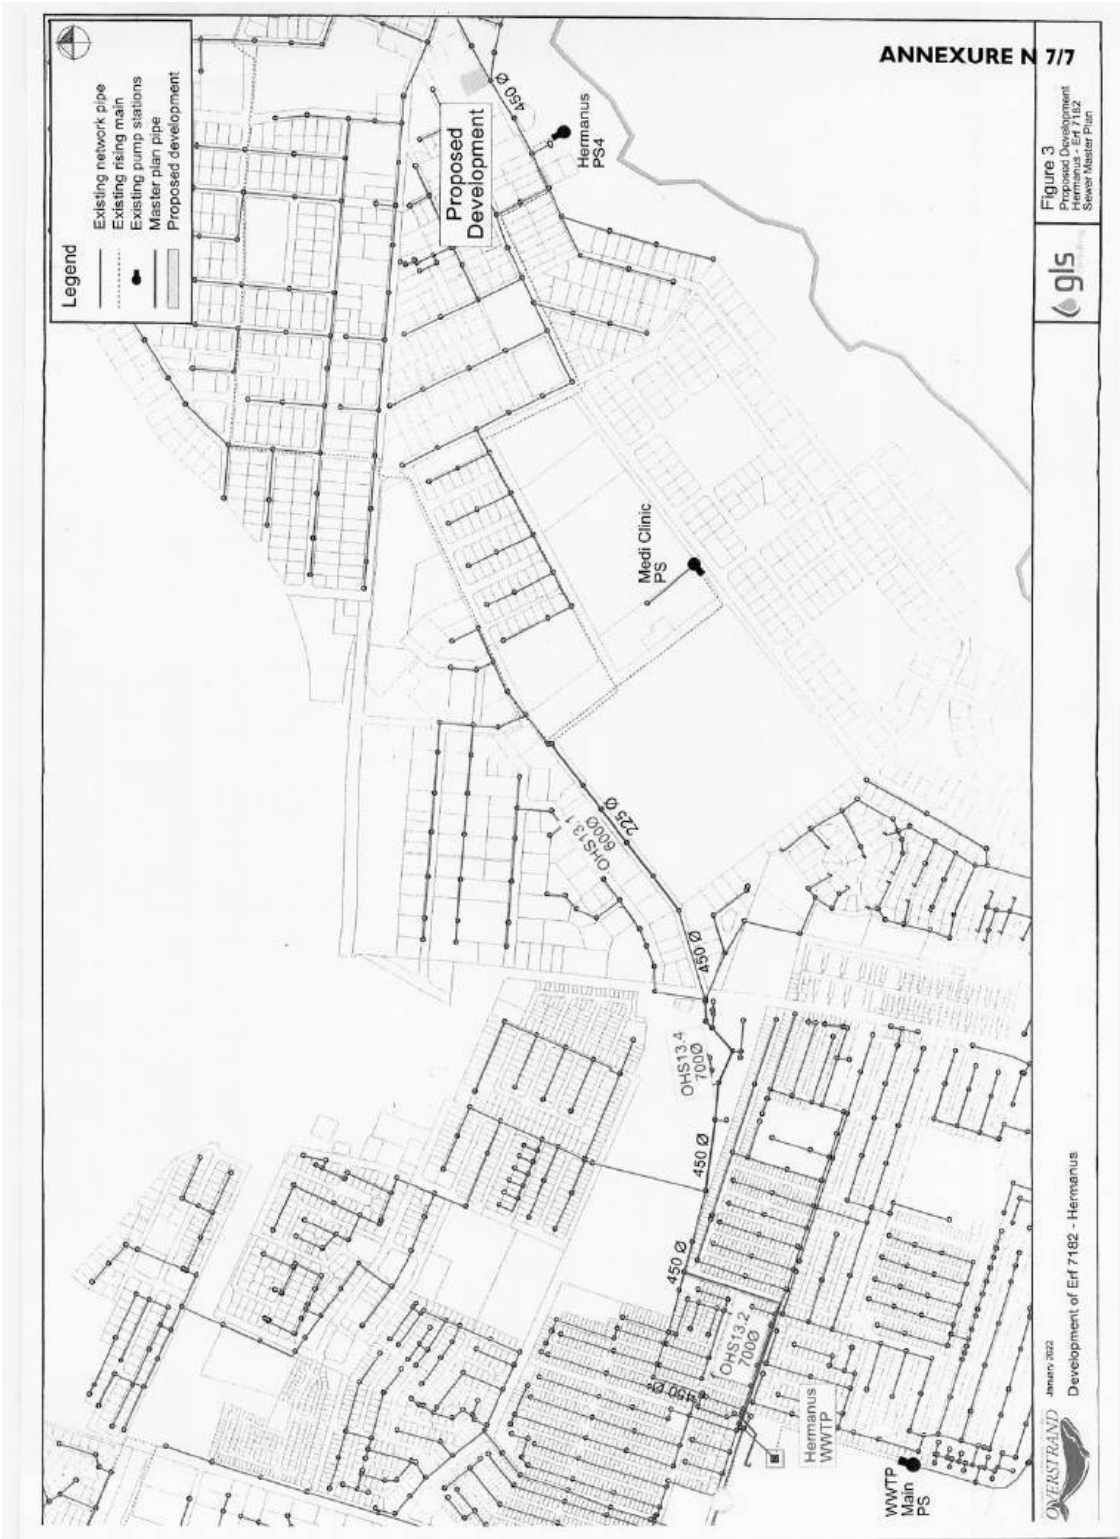 ANNEXURE N 7/7
Legend
Existing network pipe
Existing rising main
Existing pump stations
Master plan pipe
Proposed development
Proposed
Development
450 Ø
Hermanus
PS4
Medi Clinic
PS
OHS13.1
600Ø
225 Ø
450 Ø
OHS13.4
700Ø
450 Ø
450 Ø
OHS13.2
700Ø
450 Ø
Hermanus
WWTP
WWTP
Main
PS
Figure 3
Proposed Development
Hermanus - Erf 7182
Sewer Master Plan
gls
OVERSTRAND
January 2022
Development of Erf 7182 - Hermanus